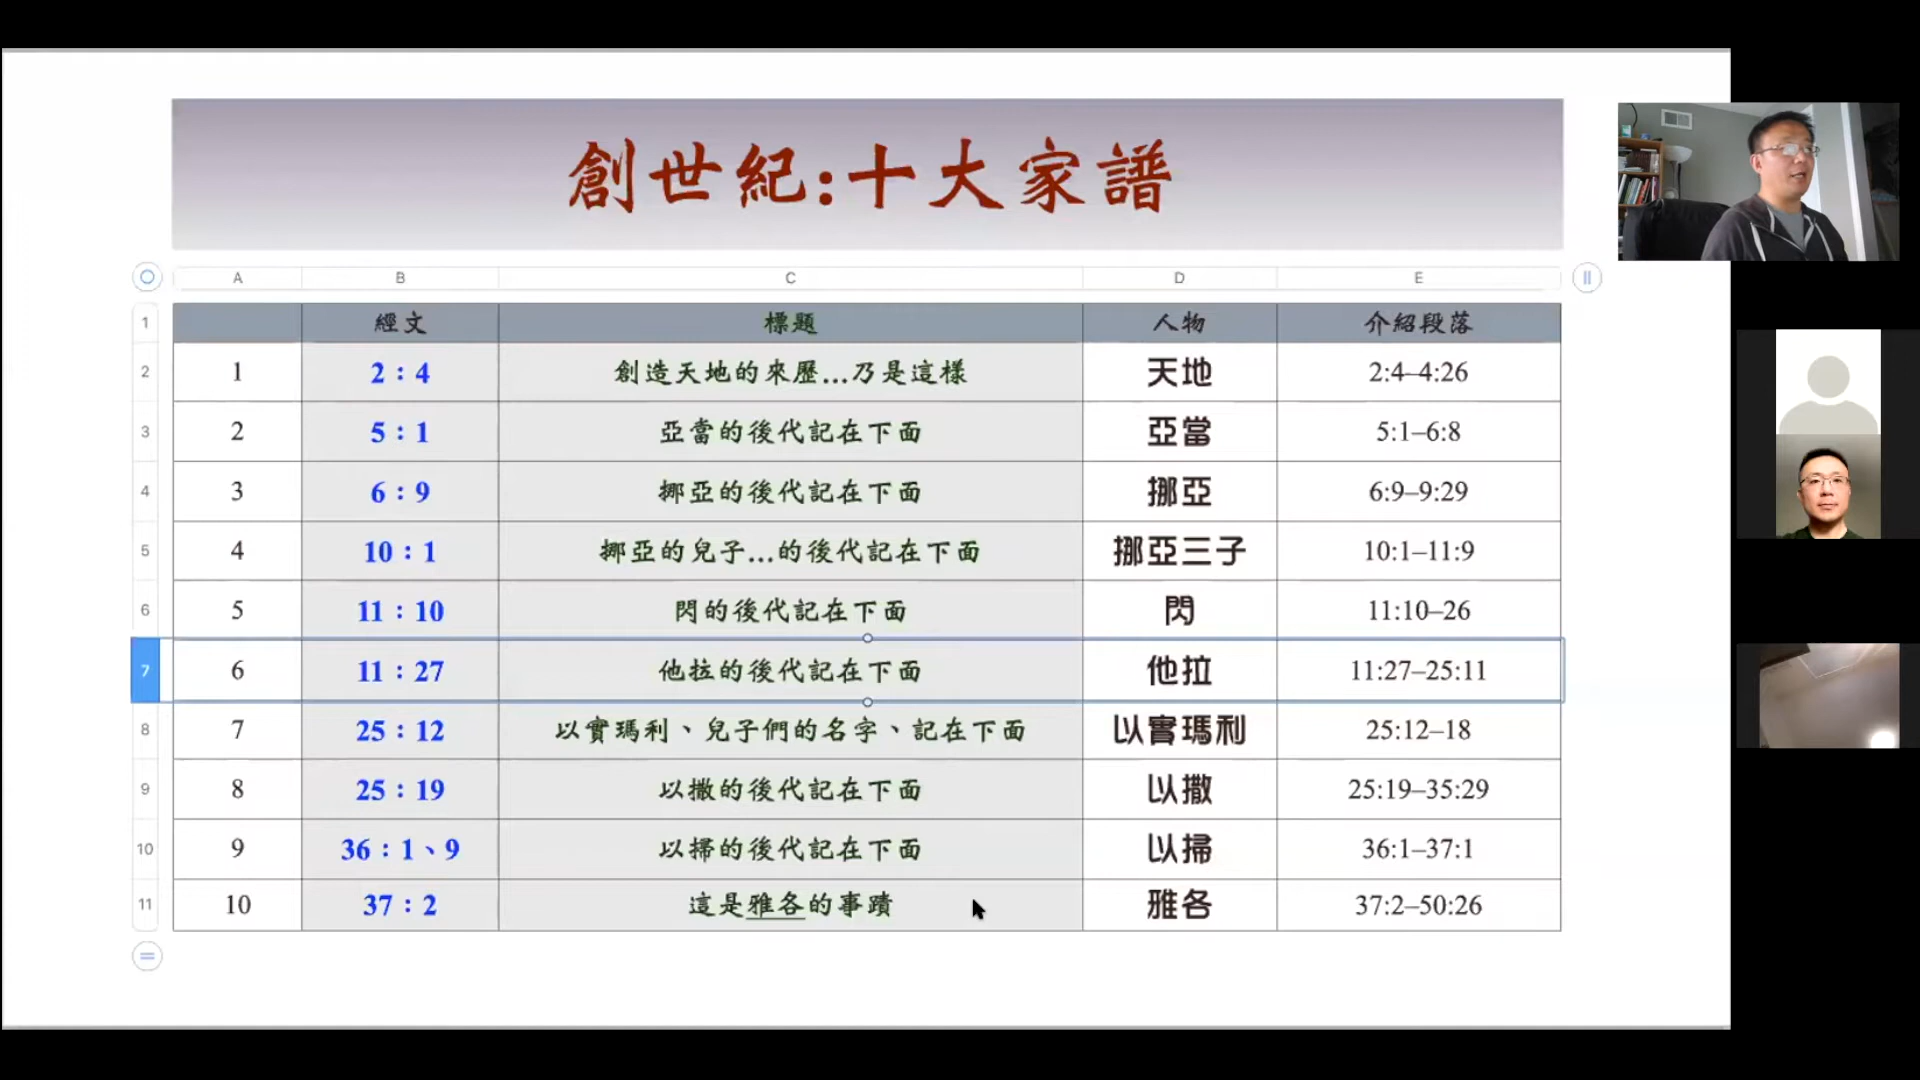 創世紀:十大家譜
A B C D E
1 經文 標題 人物 介紹段落
2 1 2：4 創造天地的來歷...乃是這樣 天地 2:4–4:26
3 2 5：1 亞當的後代記在下面 亞當 5:1–6:8
4 3 6：9 挪亞的後代記在下面 挪亞 6:9–9:29
5 4 10：1 挪亞的兒子...的後代記在下面 挪亞三子 10:1–11:9
6 5 11：10 閃的後代記在下面 閃 11:10–26
7 6 11：27 他拉的後代記在下面 他拉 11:27–25:11
8 7 25：12 以實瑪利、兒子們的名字、記在下面 以實瑪利 25:12–18
9 8 25：19 以撒的後代記在下面 以撒 25:19–35:29
10 9 36：1、9 以掃的後代記在下面 以掃 36:1–37:1
11 10 37：2 這是雅各的事蹟 雅各 37:2–50:26